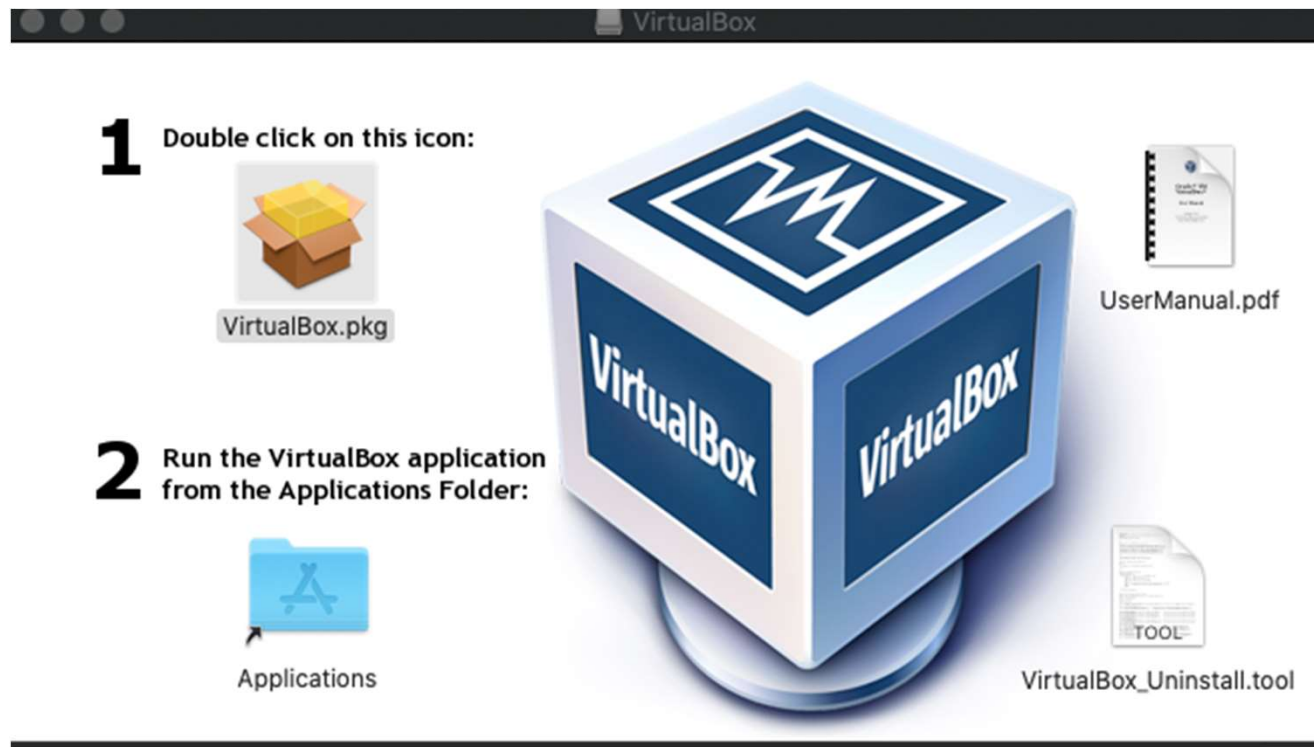 VirtualBox
1 Double click on this icon:
VirtualBox.pkg
2 Run the VirtualBox application
from the Applications Folder:
Applications
VirtualBox
VirtualBox
UserManual.pdf
TOOL
VirtualBox_Uninstall.tool